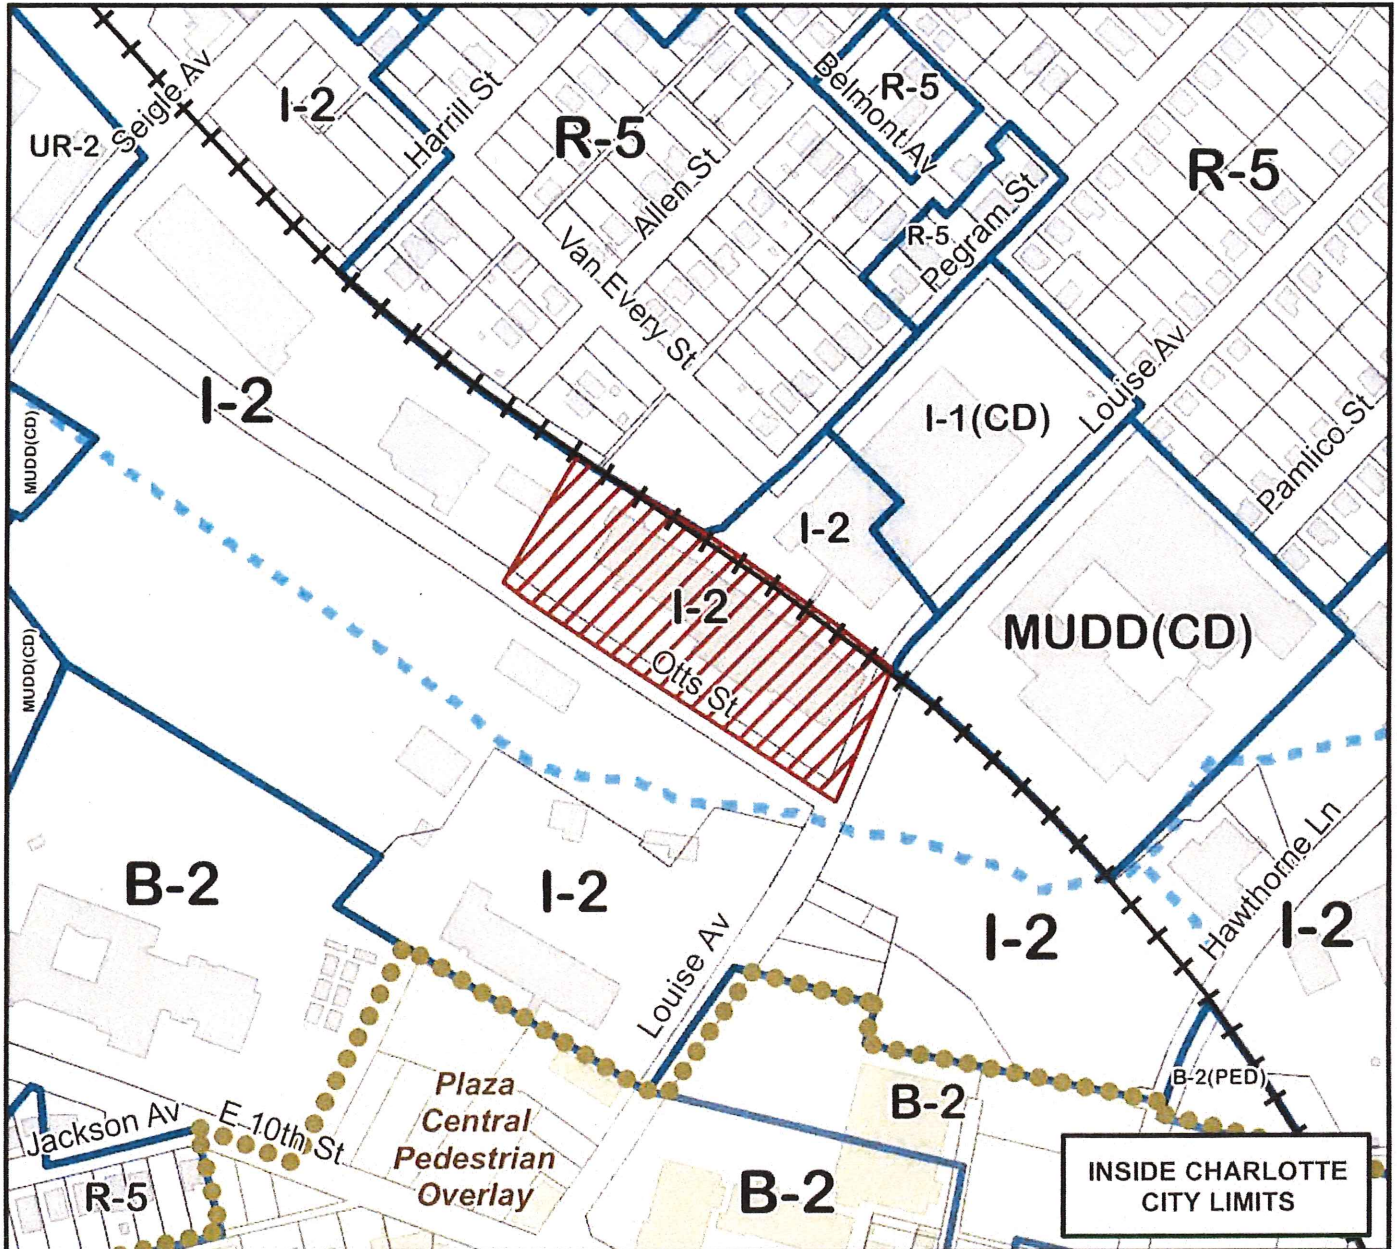 Belmont Av
R-5
Seigle Av
I-2
Harrill St
R-5
UR-2
Allen St
R-5
Pegram St
R-5
Van Every St
I-2
I-1(CD)
Louise Av
MUDD(CD)
Pamlico St
I-2
I-2
MUDD(CD)
MUDD(CD)
Otts St
B-2
I-2
I-2
Hawthorne Ln
I-2
Louise Av
B-2(PED)
Plaza
Central
Pedestrian
Overlay
B-2
Jackson Av
E 10th St
R-5
B-2
INSIDE CHARLOTTE
CITY LIMITS